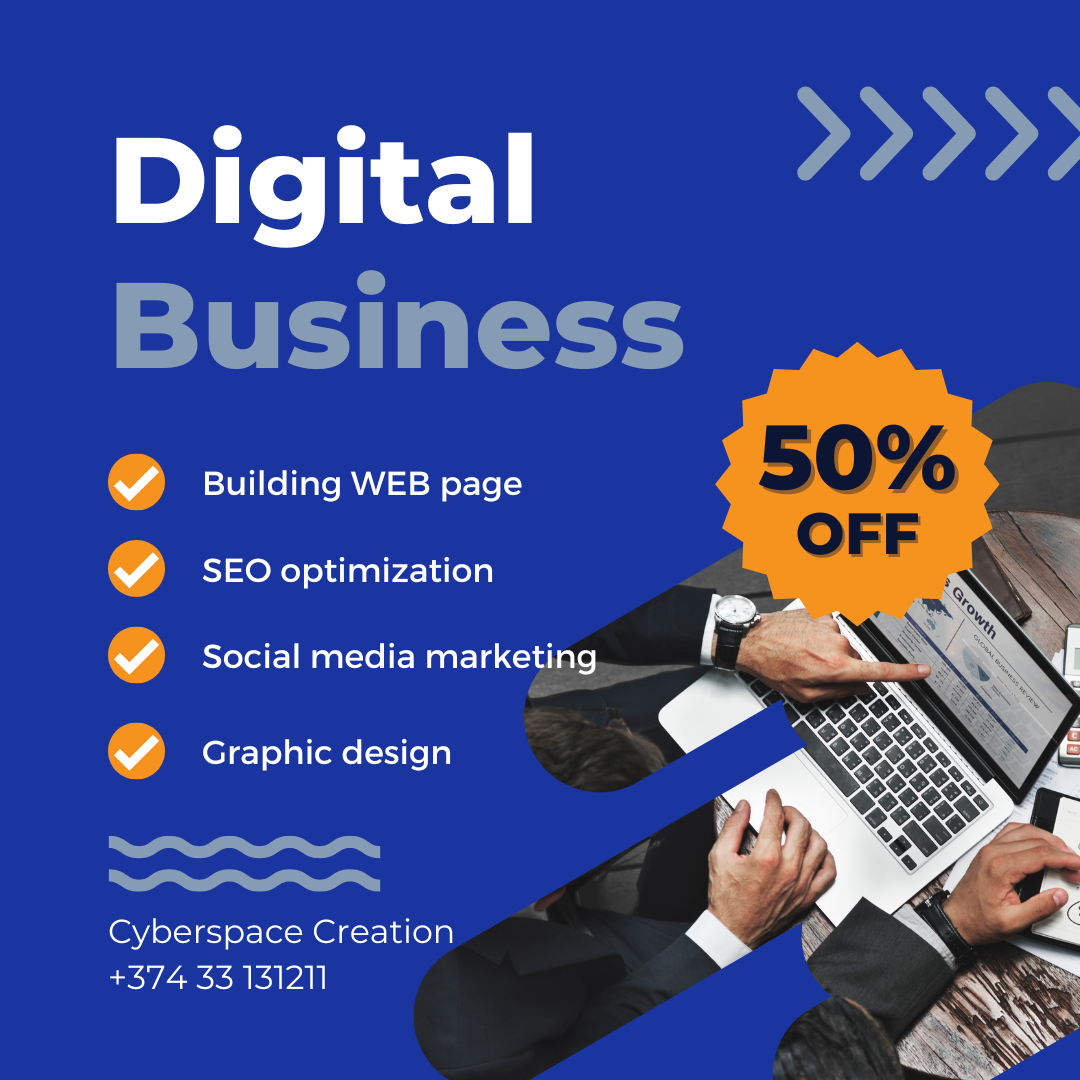 Digital
Business
50%
OFF
Building WEB page
SEO optimization
Social media marketing
Graphic design
Growth
GLOBAL BUSINESS REVIEW
Cyberspace Creation
+374 33 131211